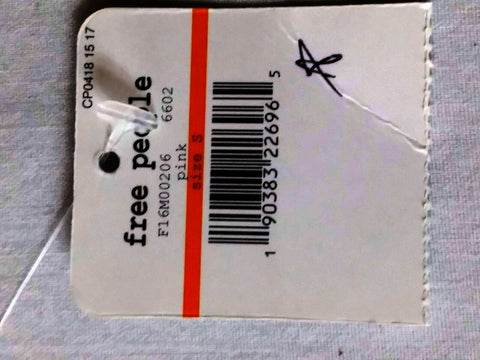 CP0418 15 17
free people
F16M00206 6602
pink
size S
1 90383 22696 5